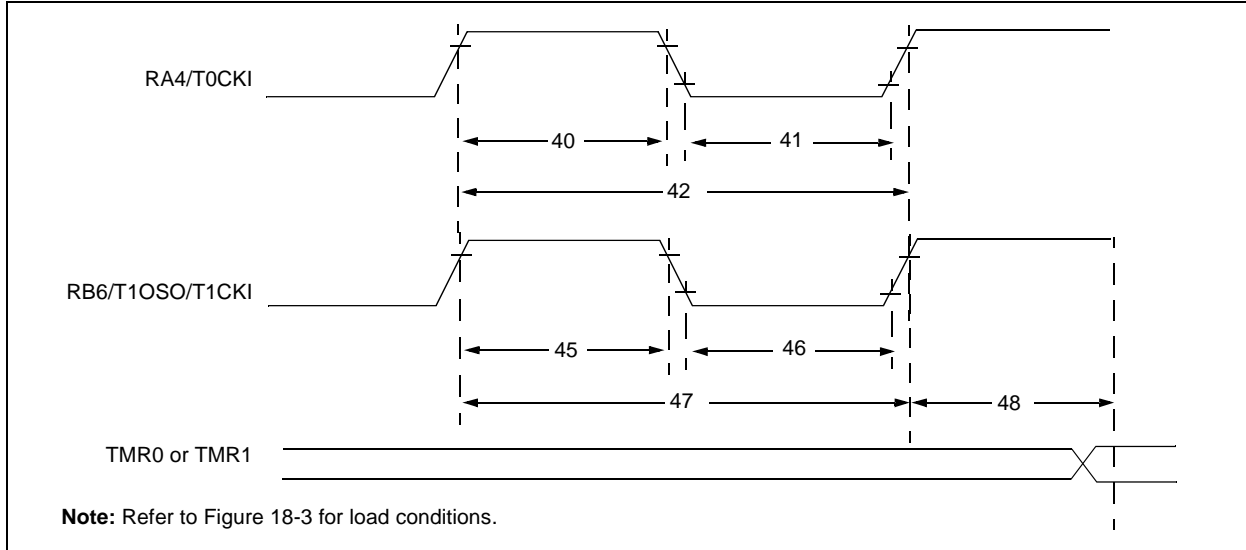 RA4/T0CKI
40
41
42
RB6/T1OSO/T1CKI
45
46
47
48
TMR0 or TMR1
Note: Refer to Figure 18-3 for load conditions.